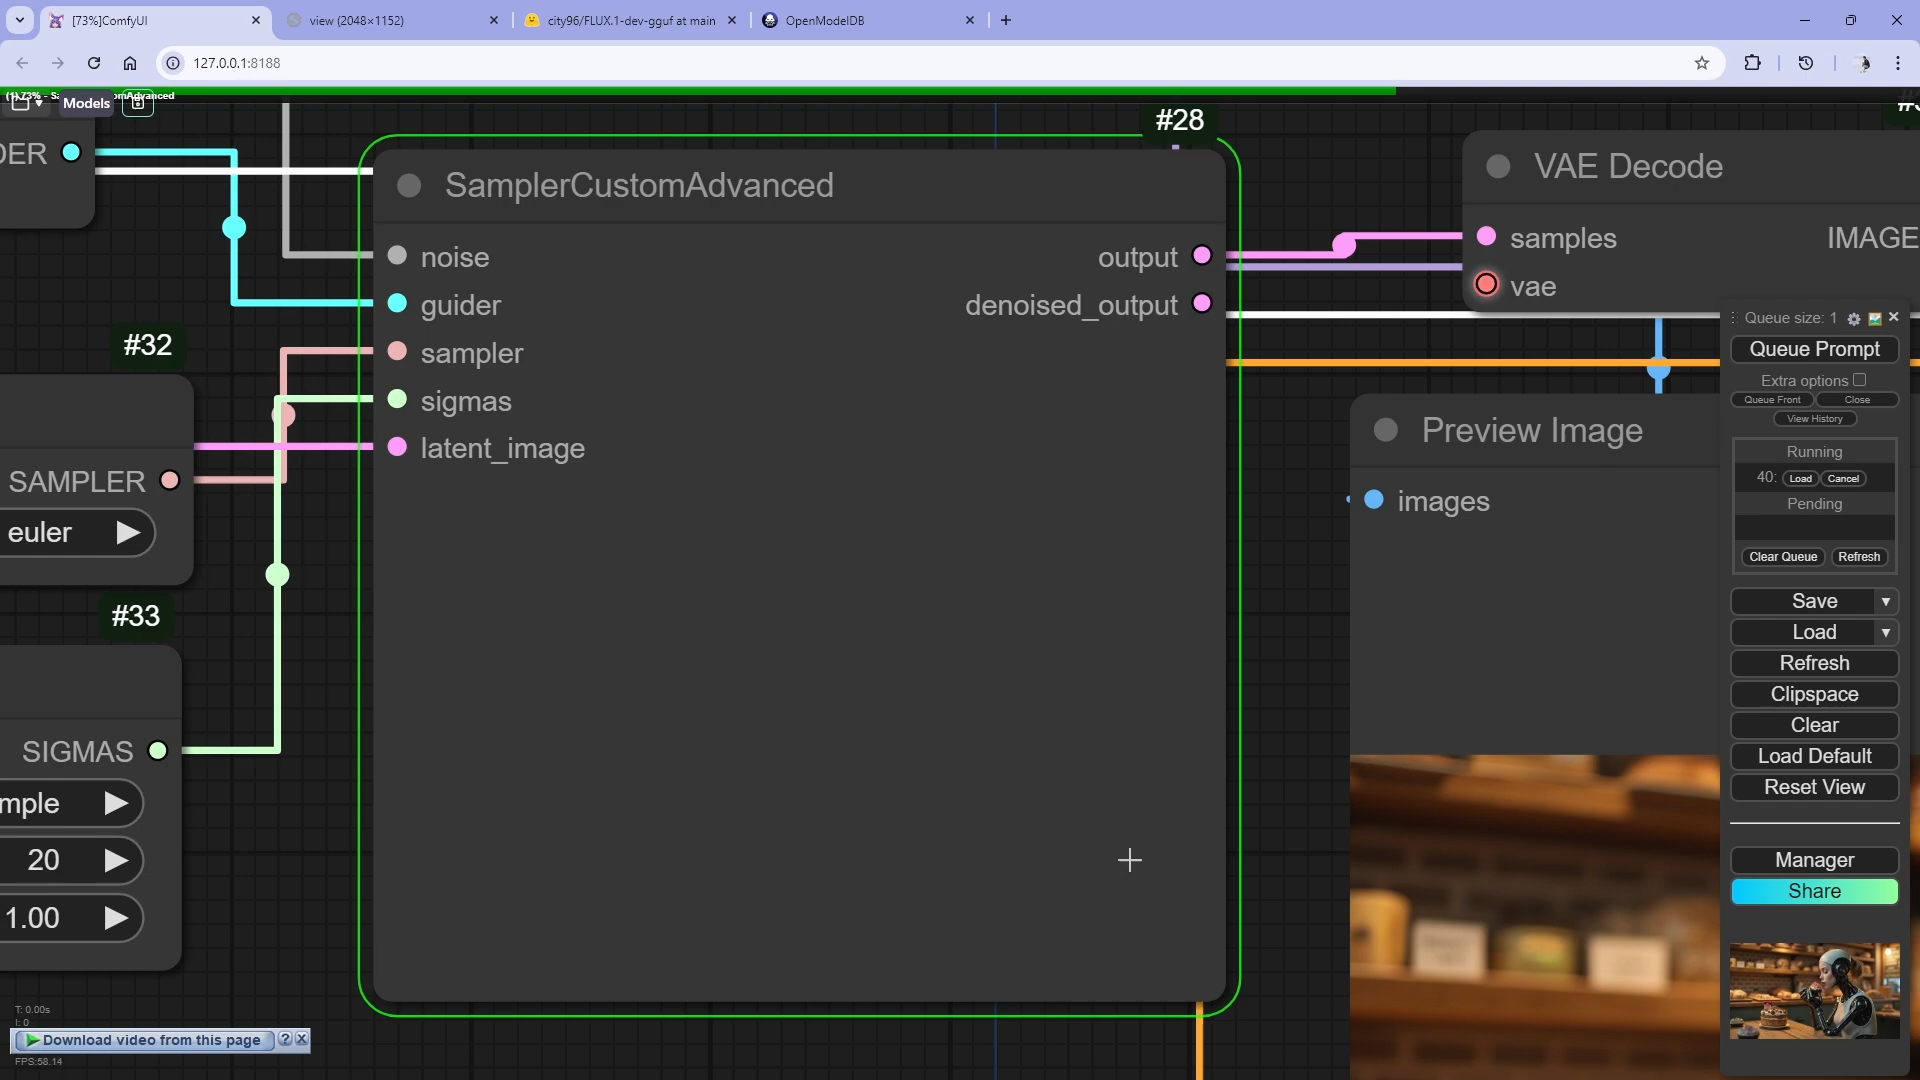 [73%]ComfyUI
view (2048×1152)
city96/FLUX.1-dev-gguf at main
OpenModelDB
127.0.0.1:8188
Models
#28
DER
SamplerCustomAdvanced
VAE Decode
noise
output
samples
IMAGE
guider
denoised_output
vae
#32
sampler
sigmas
latent_image
SAMPLER
euler
#33
SIGMAS
mple
20
1.00
Preview Image
images
Queue size: 1
Queue Prompt
Extra options
Queue Front
Close
View History
Running
40:
Load
Cancel
Pending
Clear Queue
Refresh
Save
Load
Refresh
Clipspace
Clear
Load Default
Reset View
Manager
Share
T: 0.00s
I: 0
Download video from this page
FPS:58.14